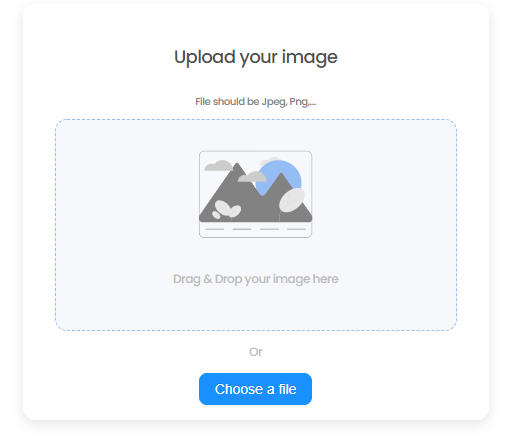 Upload your image
File should be Jpeg, Png,...
Drag & Drop your image here
Or
Choose a file